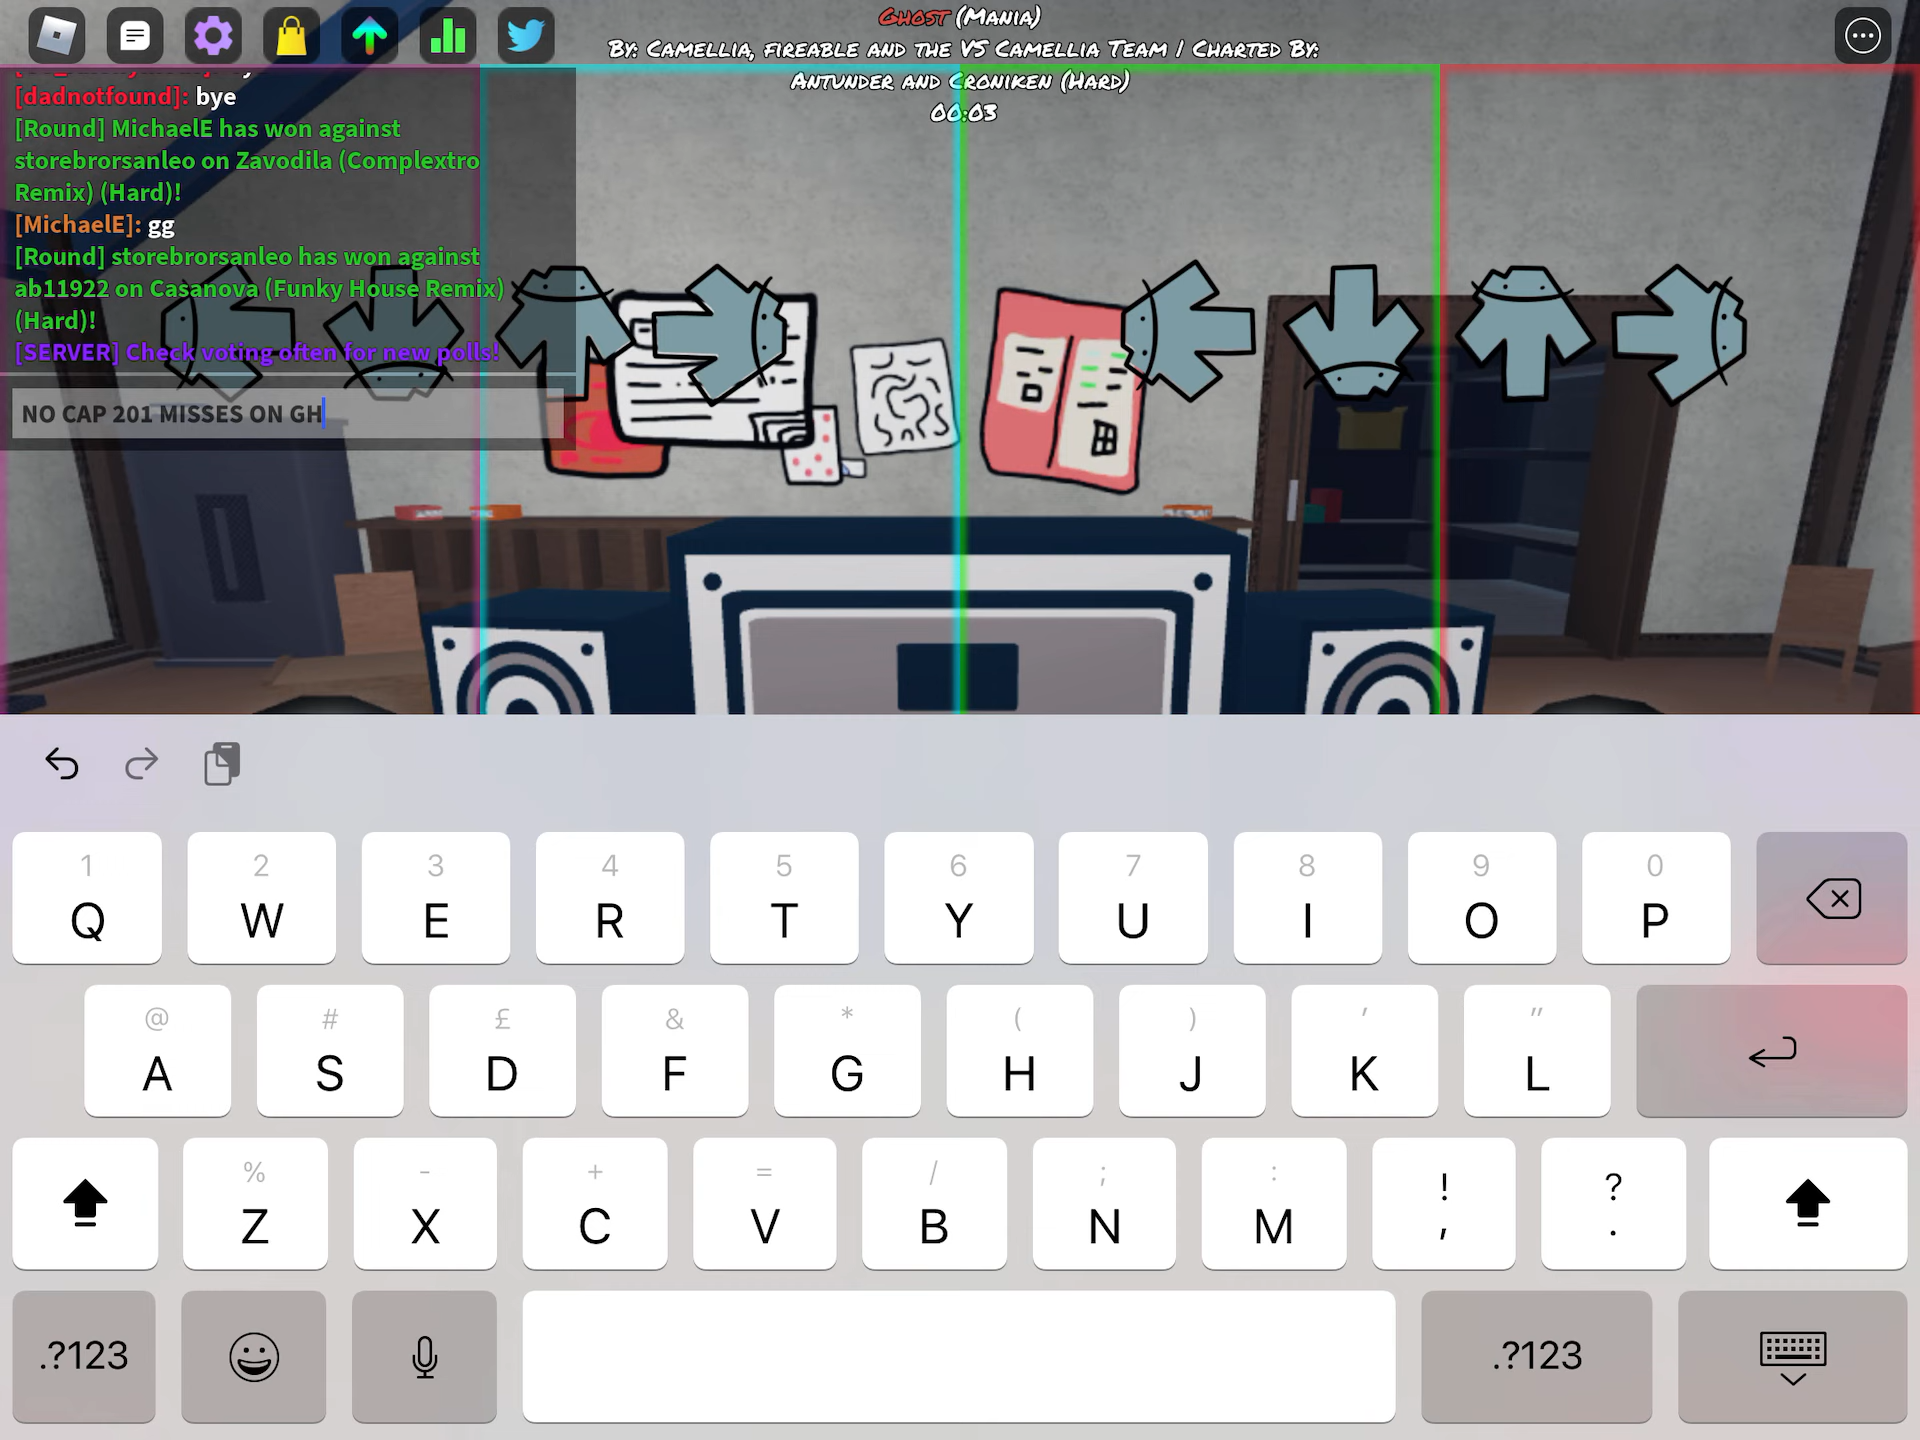 Ghost (Mania)
By: Camellia, fireable and the VS Camellia Team | Charted By:
Antunder and Croniken (Hard)
00:03
[dadnotfound]: bye
[Round] MichaelE has won against
storebrorsanleo on Zavodila (Complextro
Remix) (Hard)!
[MichaelE]: gg
[Round] storebrorsanleo has won against
ab11922 on Casanova (Funky House Remix)
(Hard)!
[SERVER] Check voting often for new polls!
NO CAP 201 MISSES ON GH
1 2 3 4 5 6 7 8 9 0
Q W E R T Y U I O P
@ # £ & * ( ) ' "
A S D F G H J K L
% - + = / ; : ! ?
Z X C V B N M , .
.?123 .?123